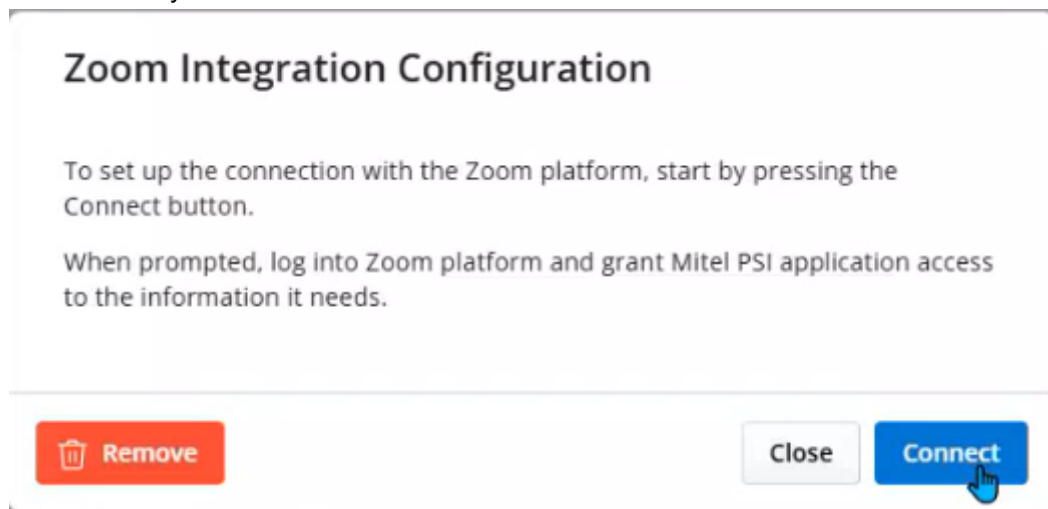 Zoom Integration Configuration
To set up the connection with the Zoom platform, start by pressing the
Connect button.
When prompted, log into Zoom platform and grant Mitel PSI application access
to the information it needs.
Remove
Close
Connect